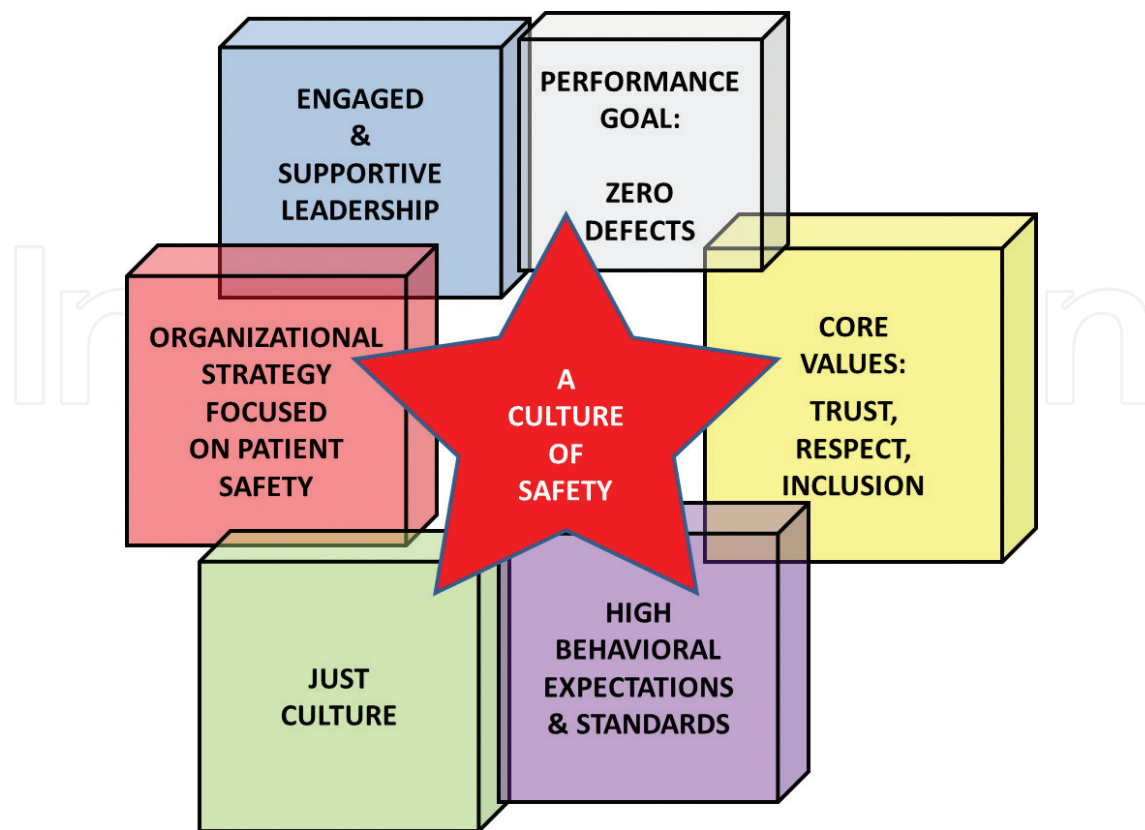 ENGAGED
&
SUPPORTIVE
LEADERSHIP
PERFORMANCE
GOAL:
ZERO
DEFECTS
CORE
VALUES:
TRUST,
RESPECT,
INCLUSION
ORGANIZATIONAL
STRATEGY
FOCUSED
ON PATIENT
SAFETY
A
CULTURE
OF
SAFETY
JUST
CULTURE
HIGH
BEHAVIORAL
EXPECTATIONS
& STANDARDS